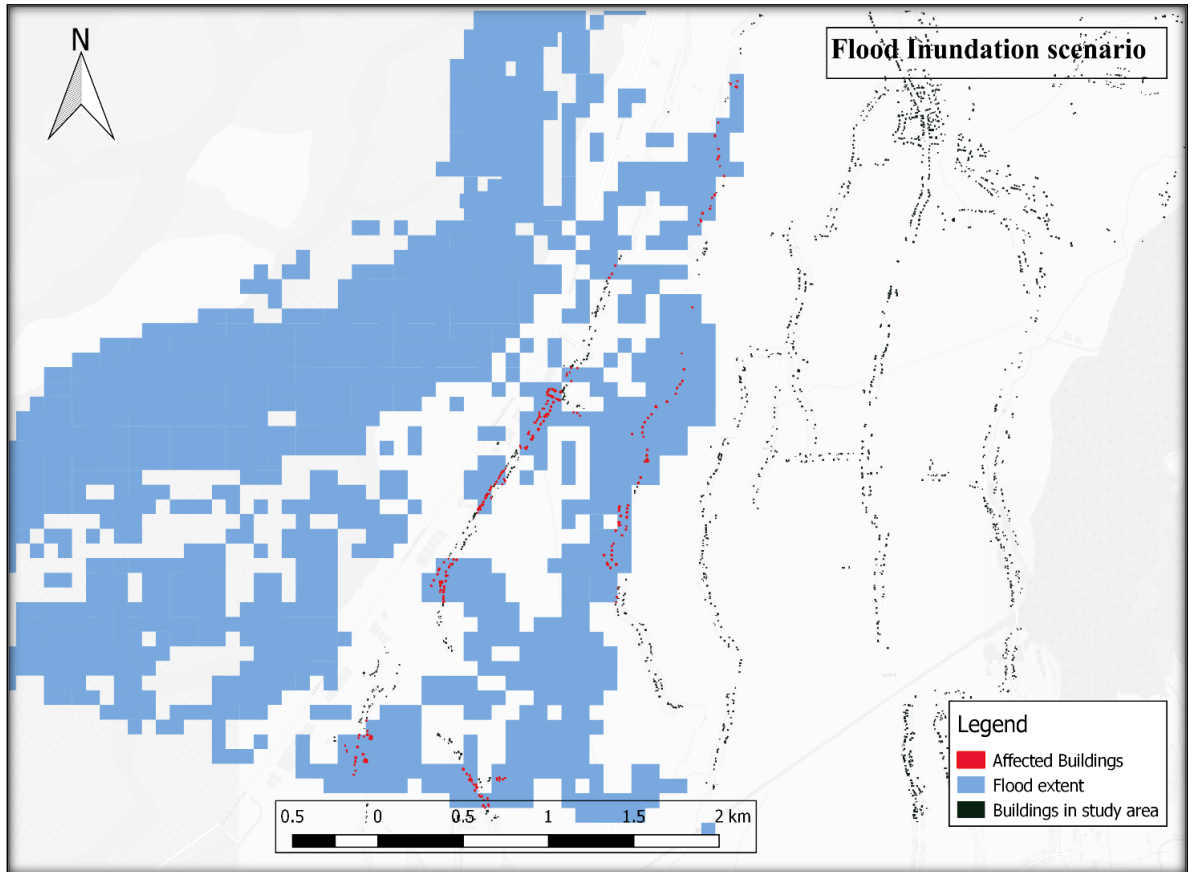 N
Flood Inundation scenario
Legend
Affected Buildings
Flood extent
Buildings in study area
0.5 0 0.5 1 1.5 2 km